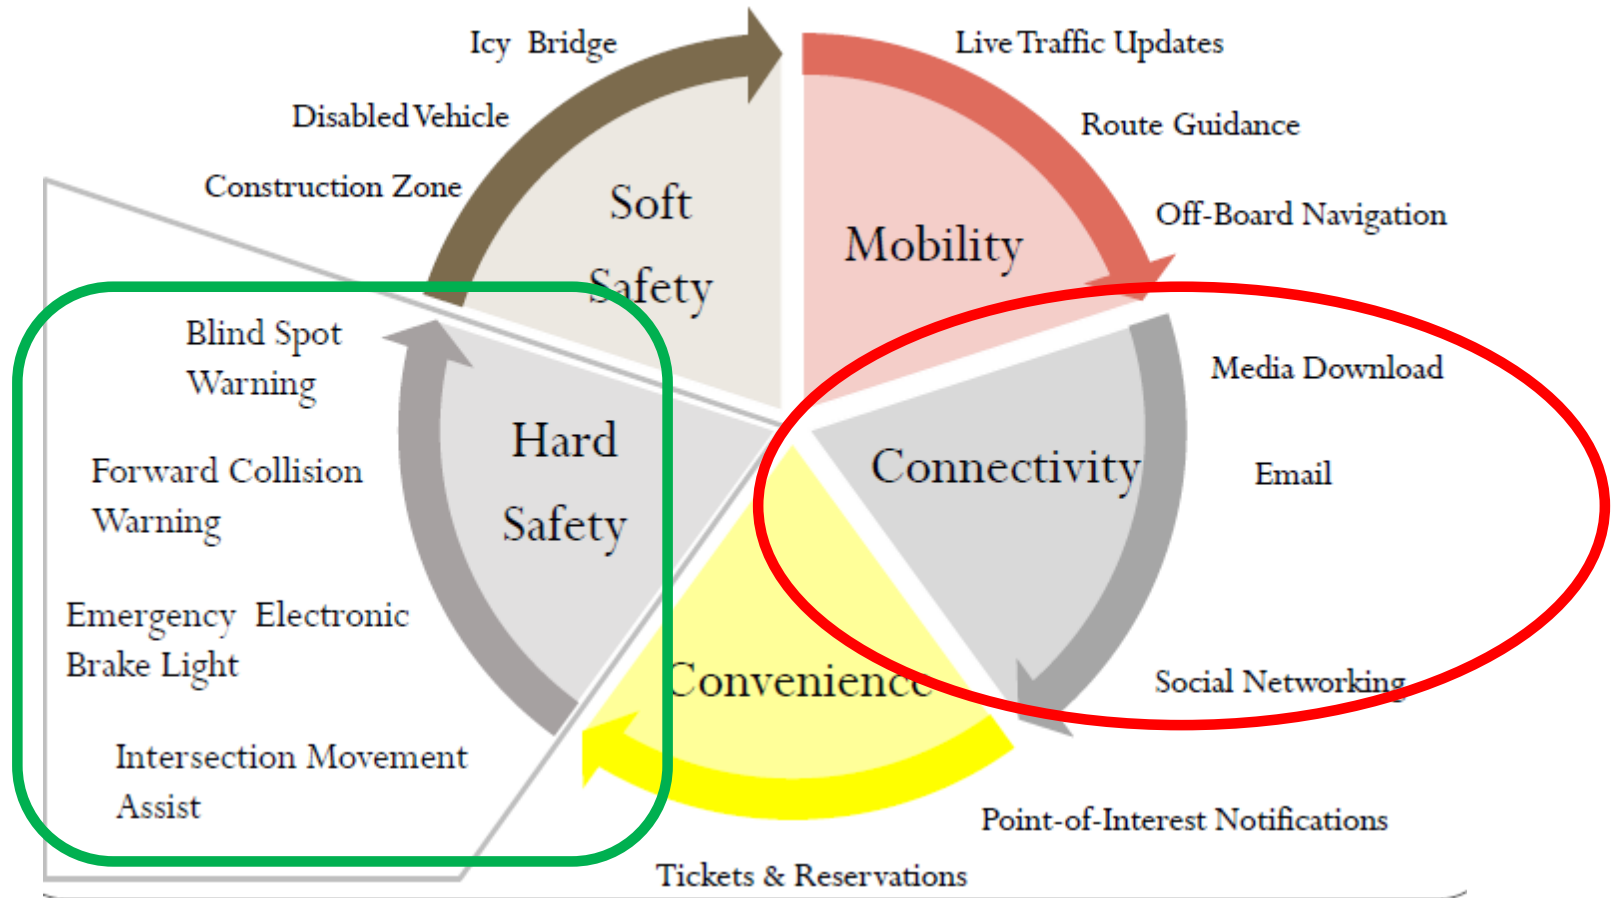 Icy Bridge
Disabled Vehicle
Construction Zone
Soft
Safety
Live Traffic Updates
Route Guidance
Off-Board Navigation
Mobility
Blind Spot
Warning
Forward Collision
Warning
Emergency Electronic
Brake Light
Intersection Movement
Assist
Hard
Safety
Connectivity
Media Download
Email
Social Networking
Convenience
Point-of-Interest Notifications
Tickets & Reservations